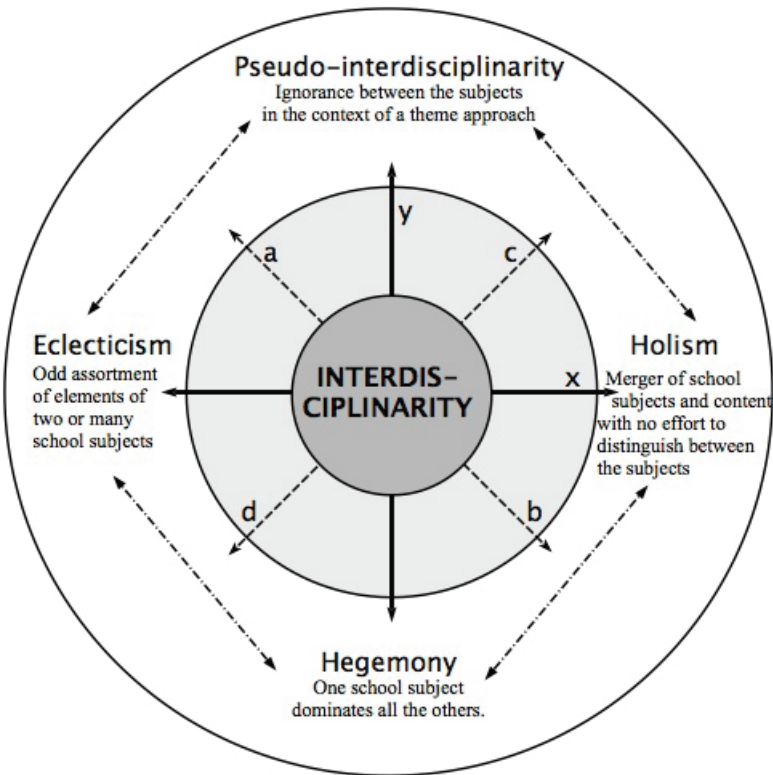 Pseudo-interdisciplinarity
Ignorance between the subjects
in the context of a theme approach
y
a
c
Eclecticism
Odd assortment
of elements of
two or many
school subjects
INTERDIS-
CIPLINARITY
x
Holism
Merger of school
subjects and content
with no effort to
distinguish between
the subjects
d
b
Hegemony
One school subject
dominates all the others.